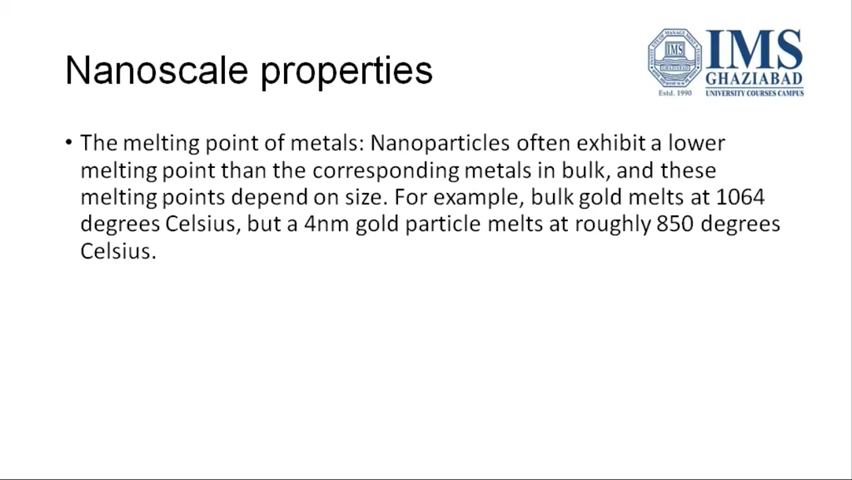 Nanoscale properties
IMS
GHAZIABAD
Estd. 1990
UNIVERSITY COURSES CAMPUS
• The melting point of metals: Nanoparticles often exhibit a lower
melting point than the corresponding metals in bulk, and these
melting points depend on size. For example, bulk gold melts at 1064
degrees Celsius, but a 4nm gold particle melts at roughly 850 degrees
Celsius.